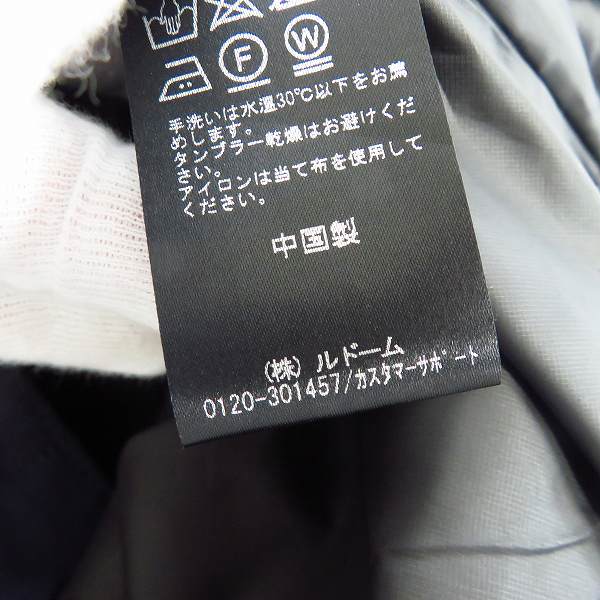 F W
手洗いは水温30℃以下をお薦
めします。
タンブラー乾燥はお避けくだ
さい。
アイロンは当て布を使用して
ください。
中国製
(株) ルドーム
0120-301457/カスタマーサポート